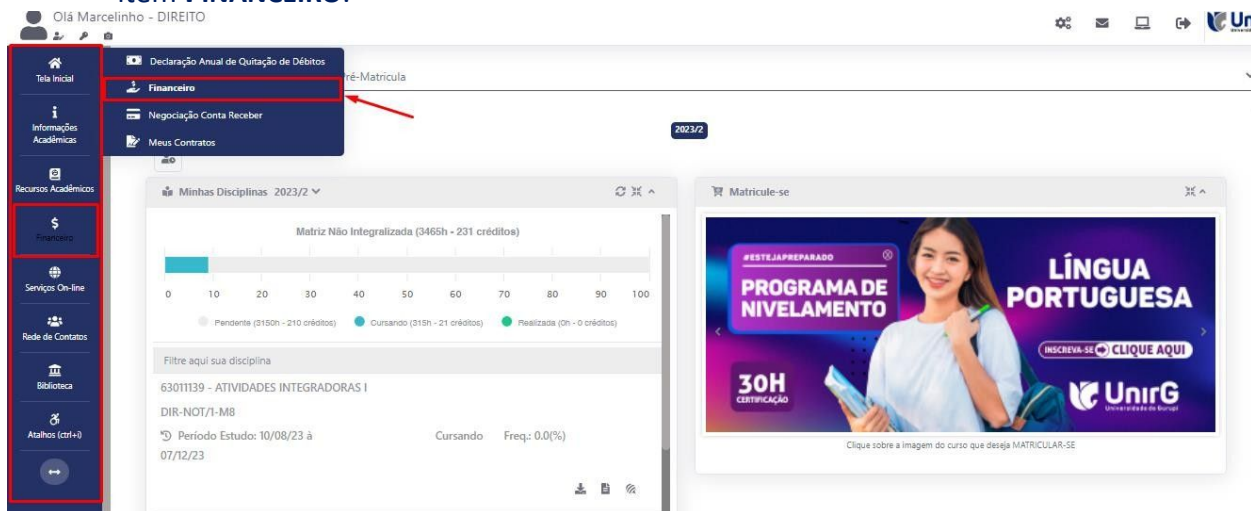 item FINANCEIRO:
Olá Marcelinho - DIREITO
Tela Inicial
Informações
Acadêmicas
Recursos Acadêmicos
Financeiro
Serviços On-line
Rede de Contatos
Biblioteca
Atalhos (ctrl+i)
Declaração Anual de Quitação de Débitos
Financeiro
Negociação Conta Receber
Meus Contratos
ré-Matricula
2023/2
Minhas Disciplinas 2023/2
Matriz Não Integralizada (3465h - 231 créditos)
0 10 20 30 40 50 60 70 80 90 100
Pendente (3150h - 210 créditos) Cursando (315h - 21 créditos) Realizada (0h - 0 créditos)
Filtre aqui sua disciplina
63011139 - ATIVIDADES INTEGRADORAS I
DIR-NOT/1-M8
Período Estudo: 10/08/23 à Cursando Freq.: 0.0(%)
07/12/23
Matricule-se
#ESTEJAPREPARADO
PROGRAMA DE
NIVELAMENTO
30H
CERTIFICAÇÃO
LÍNGUA
PORTUGUESA
INSCREVA-SE CLIQUE AQUI
UnirG
Universidade de Gurupi
Clique sobre a imagem do curso que deseja MATRICULAR-SE